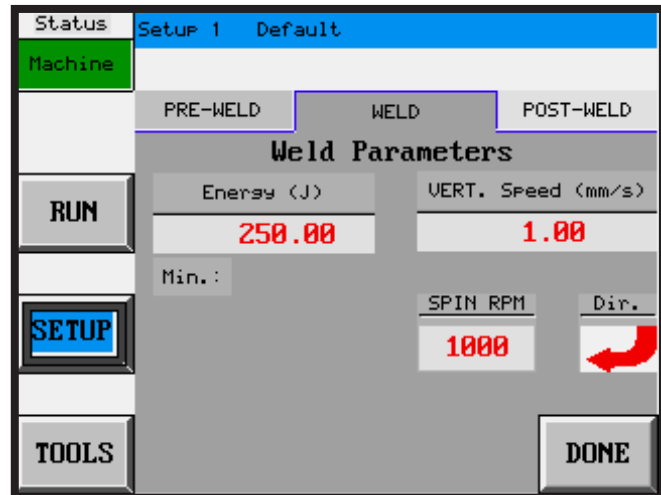 Status
Setup 1 Default
Machine
PRE-WELD WELD POST-WELD
Weld Parameters
Energy (J) VERT. Speed (mm/s)
RUN
250.00 1.00
Min.:
SPIN RPM Dir.
SETUP
1000
TOOLS
DONE